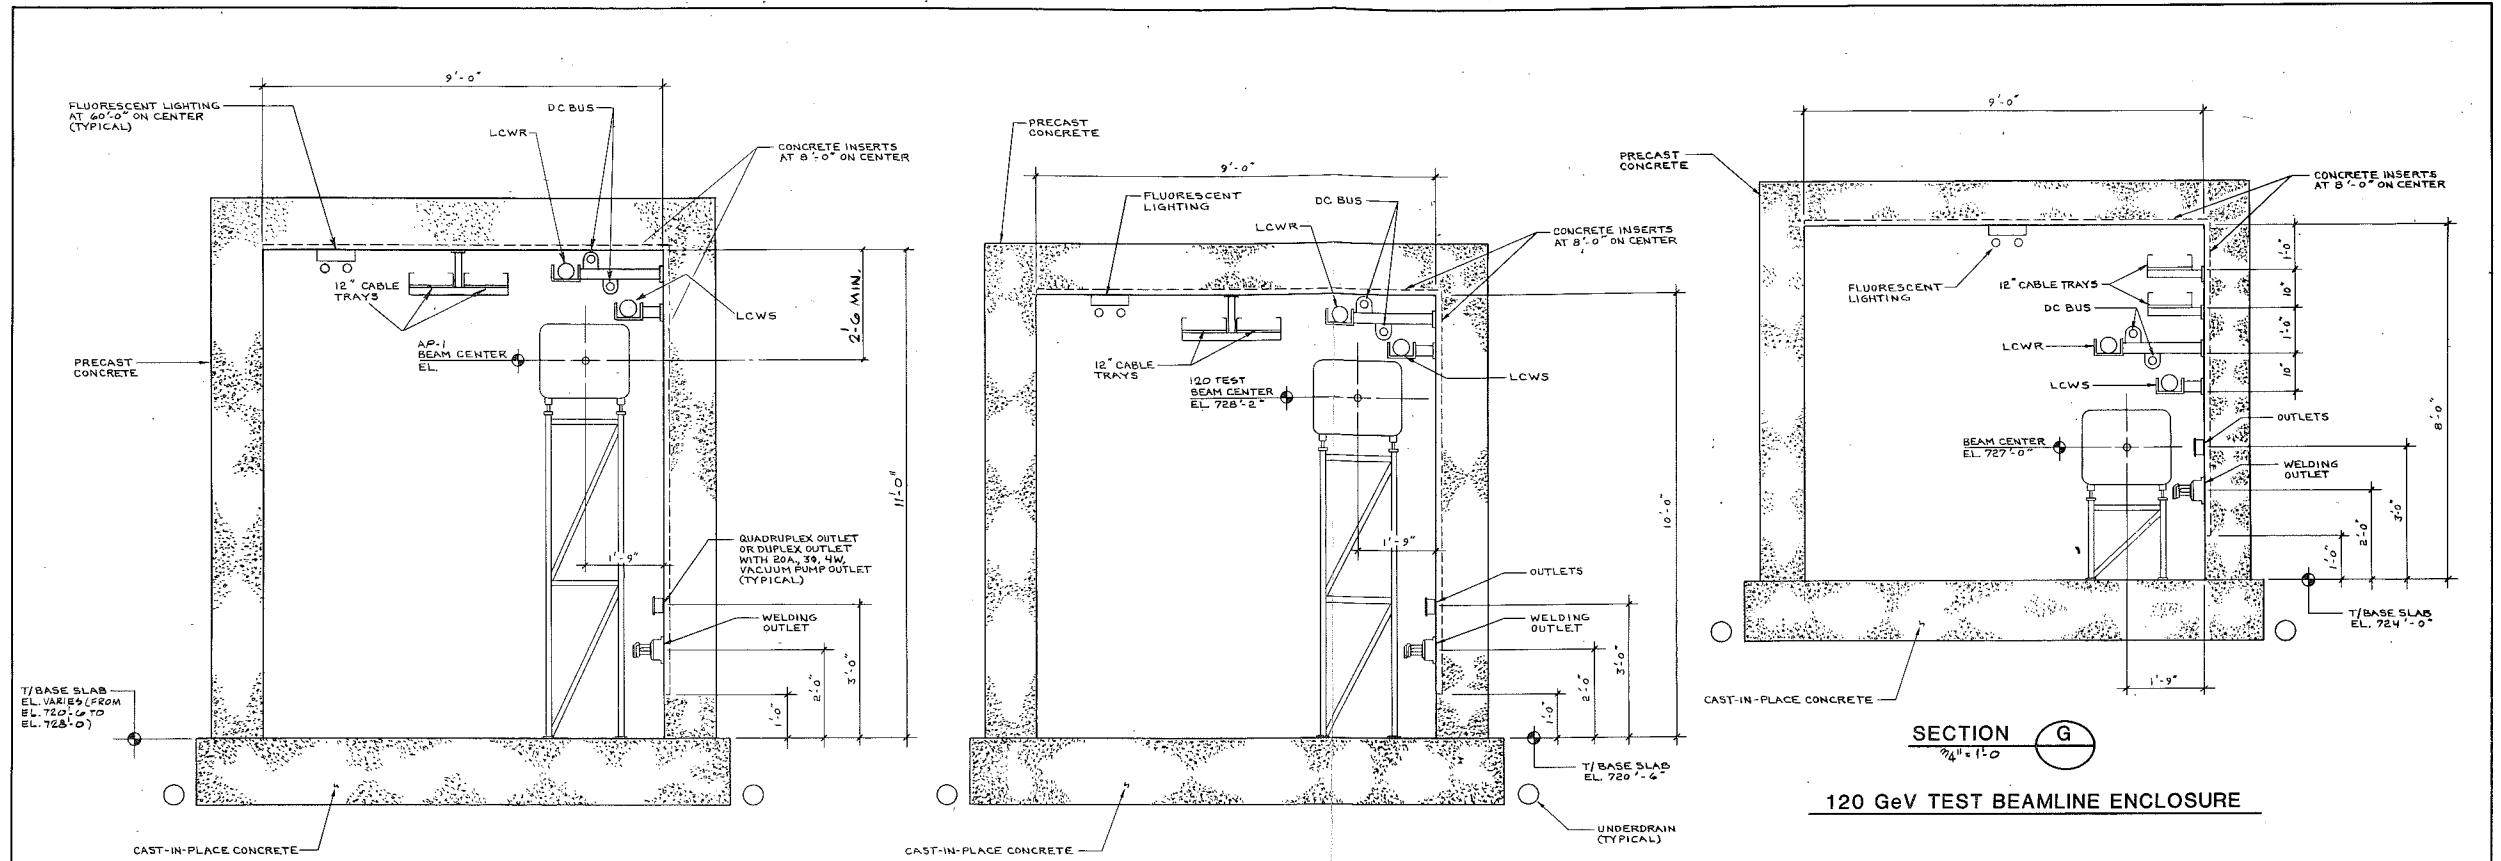 9'-0"
FLUORESCENT LIGHTING
AT 60'-0" ON CENTER
(TYPICAL)
DC BUS
LCWR
CONCRETE INSERTS
AT 8'-0" ON CENTER
12" CABLE
TRAYS
LCWS
2'-6 MIN.
AP-1
BEAM CENTER
EL.
PRECAST
CONCRETE
11'-0"
1'-9"
QUADRUPLEX OUTLET
OR DUPLEX OUTLET
WITH 20A., 3Φ, 4W,
VACUUM PUMP OUTLET
(TYPICAL)
WELDING
OUTLET
1'-0"
2'-0"
3'-0"
T/BASE SLAB
EL. VARIES (FROM
EL. 720'-6 TO
EL. 728'-0)
CAST-IN-PLACE CONCRETE
PRECAST
CONCRETE
9'-0"
FLUORESCENT
LIGHTING
DC BUS
LCWR
CONCRETE INSERTS
AT 8'-0" ON CENTER
12" CABLE
TRAYS
LCWS
120 TEST
BEAM CENTER
EL. 728'-2"
10'-0"
1'-9"
OUTLETS
WELDING
OUTLET
1'-0"
2'-0"
3'-0"
T/BASE SLAB
EL. 720'-6"
UNDERDRAIN
(TYPICAL)
CAST-IN-PLACE CONCRETE
9'-0"
PRECAST
CONCRETE
CONCRETE INSERTS
AT 8'-0" ON CENTER
FLUORESCENT
LIGHTING
12" CABLE TRAYS
DC BUS
LCWR
LCWS
1'-0"
10"
1'-0"
10"
8'-0"
OUTLETS
BEAM CENTER
EL. 727'-0"
WELDING
OUTLET
1'-0"
2'-0"
3'-0"
T/BASE SLAB
EL. 724'-0"
1'-9"
CAST-IN-PLACE CONCRETE
SECTION G
3/4" = 1'-0
120 GeV TEST BEAMLINE ENCLOSURE